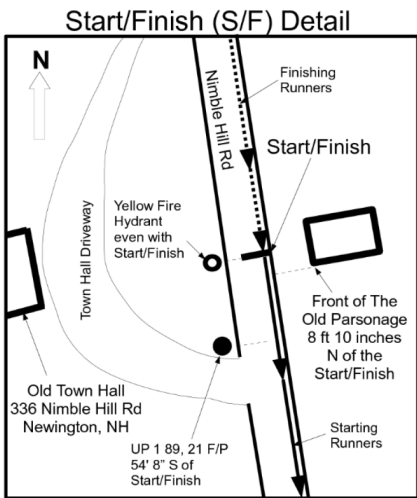 Start/Finish (S/F) Detail
N
Nimble Hill Rd
Finishing
Runners
Start/Finish
Yellow Fire
Hydrant
even with
Start/Finish
Town Hall Driveway
Front of The
Old Parsonage
8 ft 10 inches
N of the
Start/Finish
Old Town Hall
336 Nimble Hill Rd
Newington, NH
UP 1 89, 21 F/P
54' 8" S of
Start/Finish
Starting
Runners